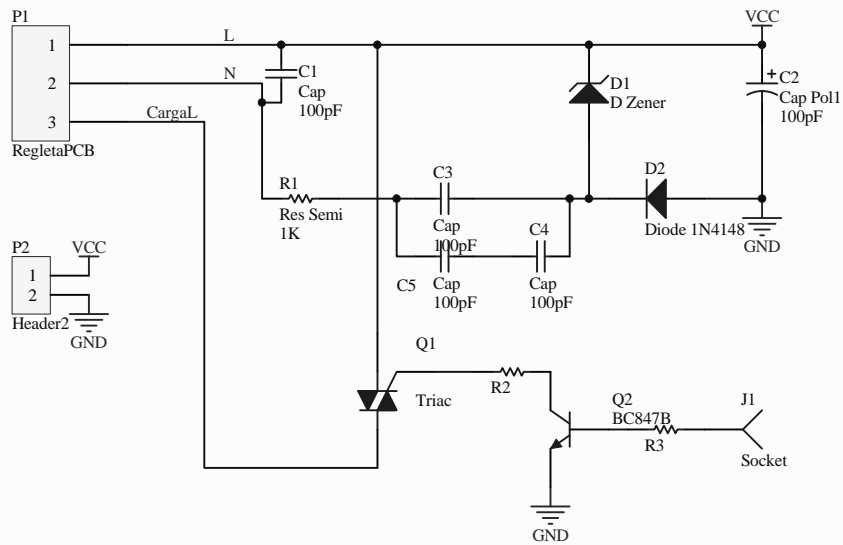 P1
1
2
3
RegletaPCB
L
N
CargaL
C1
Cap
100pF
VCC
D1
D Zener
C2
+
Cap Pol1
100pF
R1
Res Semi
1K
C3
Cap
100pF
C4
Cap
100pF
C5
Cap
100pF
D2
Diode 1N4148
GND
P2
1
2
Header2
VCC
GND
Q1
Triac
R2
Q2
BC847B
R3
J1
Socket
GND